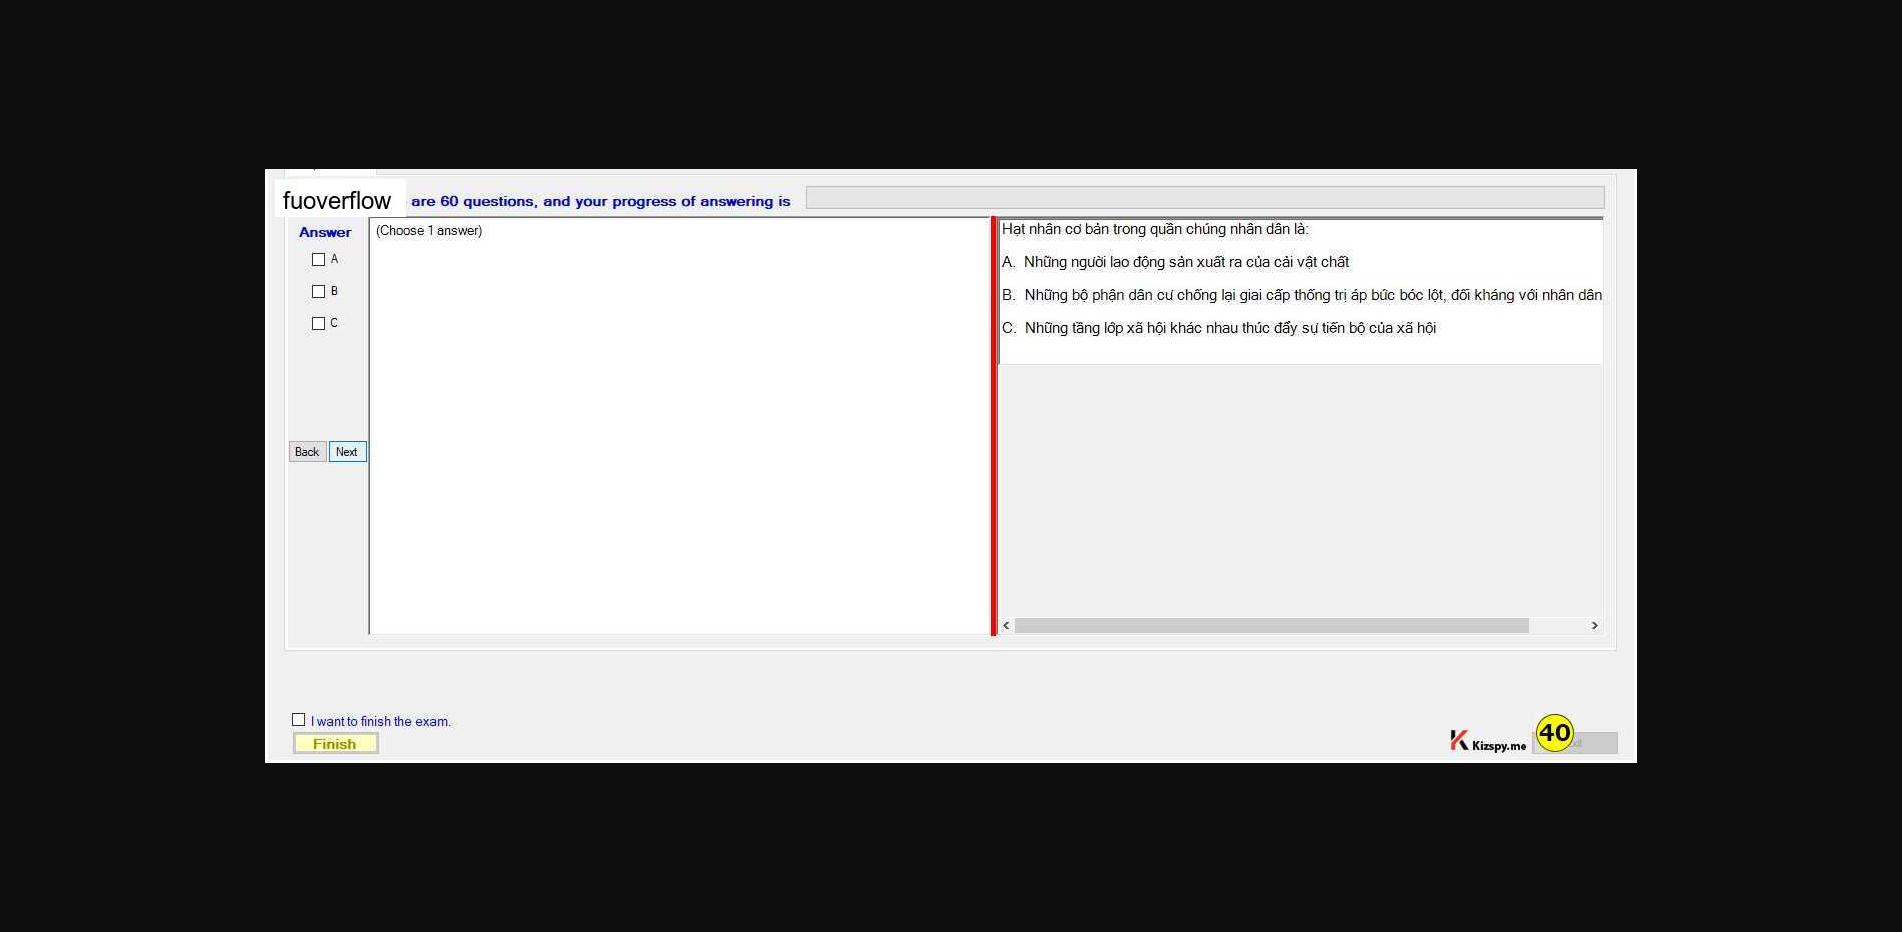 fuoverflow are 60 questions, and your progress of answering is
Answer
A
B
C
Back Next
(Choose 1 answer)
Hạt nhân cơ bản trong quần chúng nhân dân là:
A. Những người lao động sản xuất ra của cải vật chất
B. Những bộ phận dân cư chống lại giai cấp thống trị áp bức bóc lột, đối kháng với nhân dân
C. Những tầng lớp xã hội khác nhau thúc đẩy sự tiến bộ của xã hội
I want to finish the exam.
Finish
Kizspy.me
40